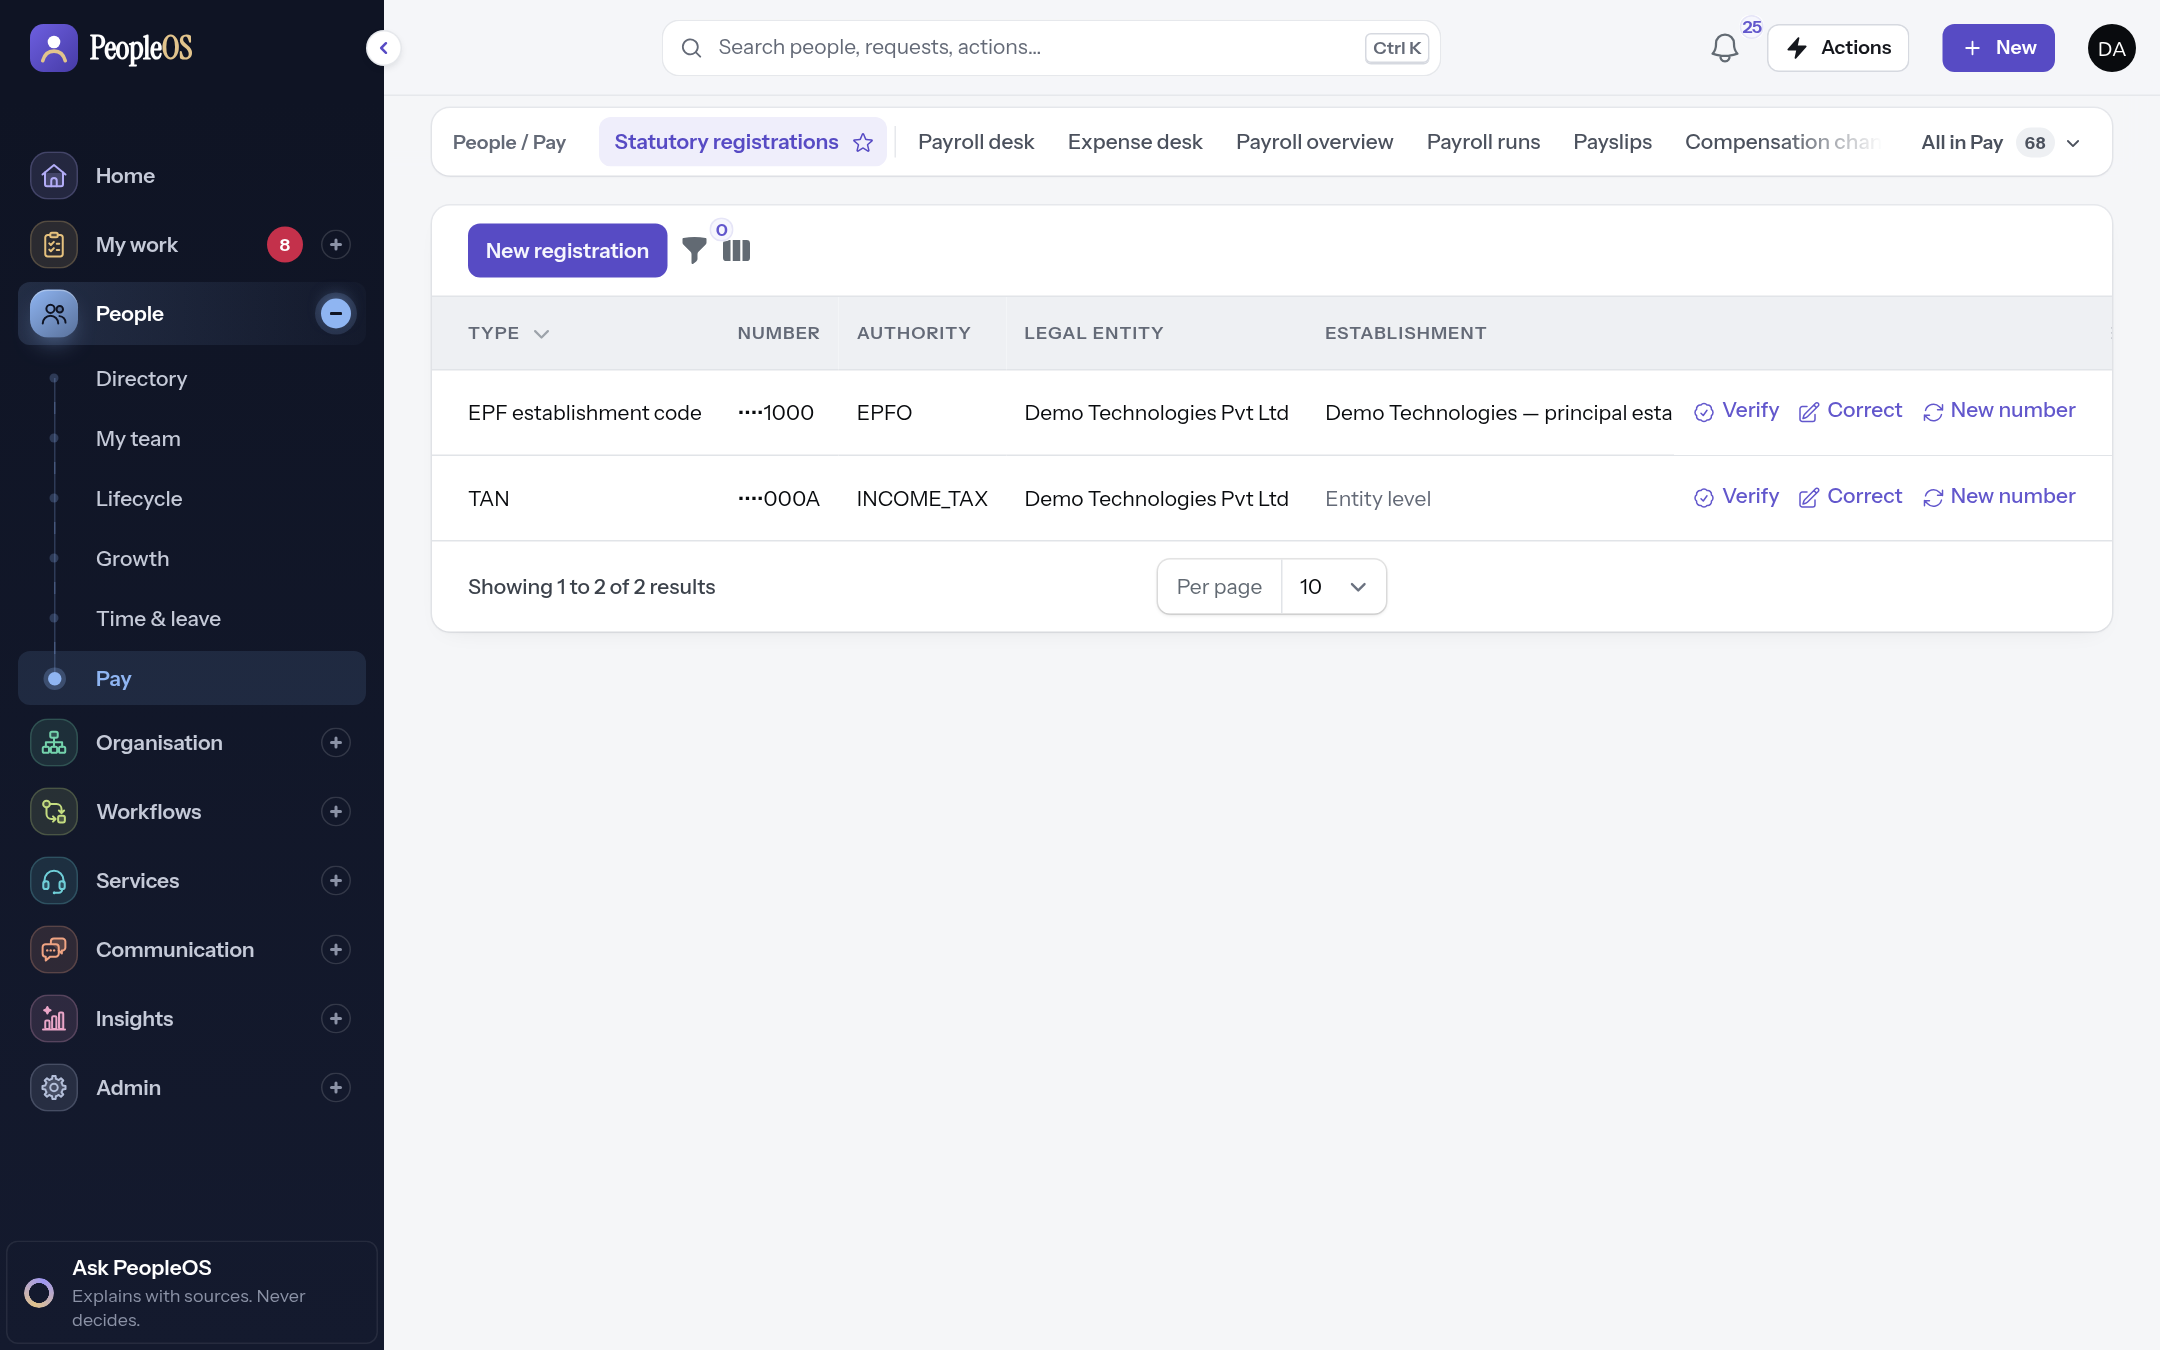 PeopleOS
Search people, requests, actions...
Ctrl K
25
Actions
New
DA
Home
My work
8
People
Directory
My team
Lifecycle
Growth
Time & leave
Pay
Organisation
Workflows
Services
Communication
Insights
Admin
Ask PeopleOS
Explains with sources. Never
decides.
People / Pay
Statutory registrations
Payroll desk
Expense desk
Payroll overview
Payroll runs
Payslips
Compensation
All in Pay
68
New registration
0
TYPE NUMBER AUTHORITY LEGAL ENTITY ESTABLISHMENT
EPF establishment code ••••1000 EPFO Demo Technologies Pvt Ltd Demo Technologies — principal esta Verify Correct New number
TAN ••••000A INCOME_TAX Demo Technologies Pvt Ltd Entity level Verify Correct New number
Showing 1 to 2 of 2 results
Per page 10